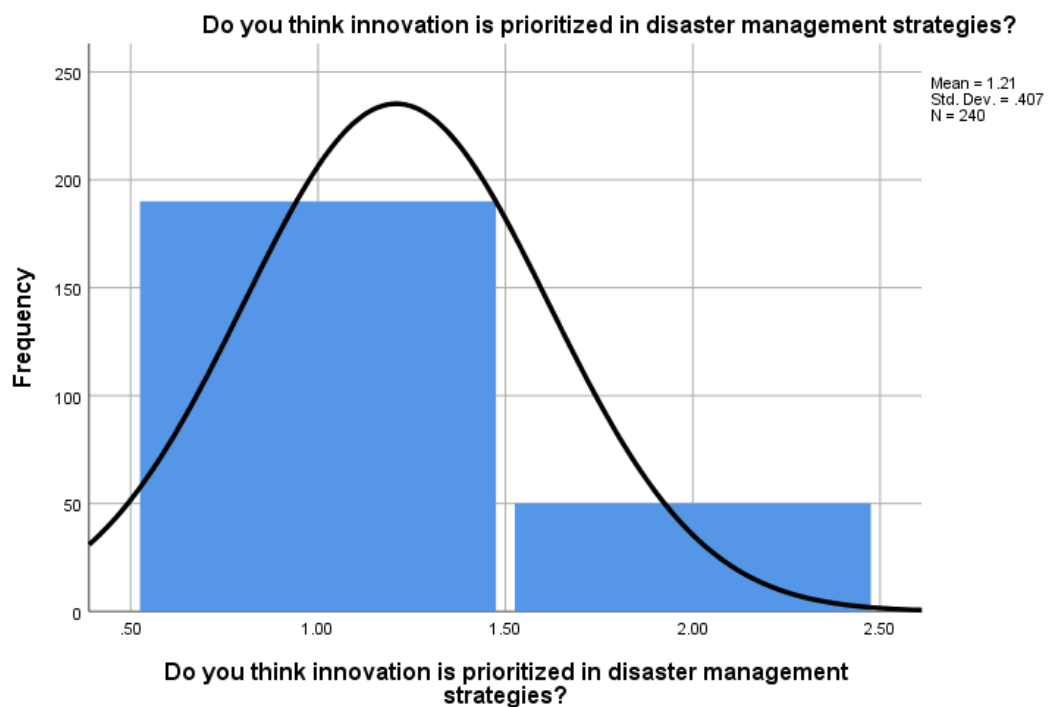 Do you think innovation is prioritized in disaster management strategies?
Mean = 1.21
Std. Dev. = .407
N = 240
Frequency
250
200
150
100
50
0
.50 1.00 1.50 2.00 2.50
Do you think innovation is prioritized in disaster management
strategies?